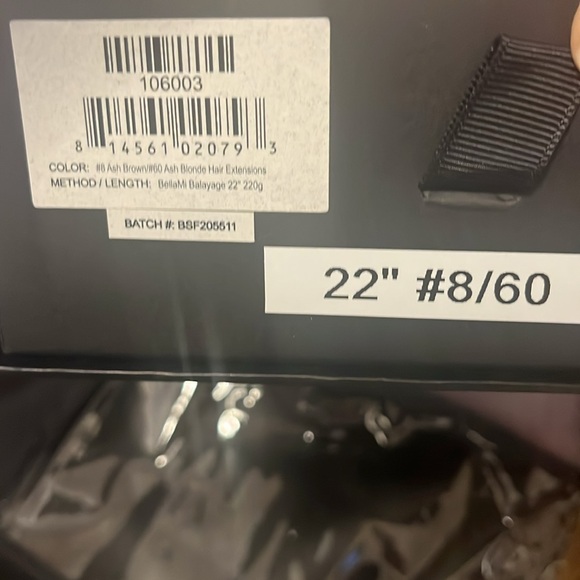 106003
8 14561 02079 3
COLOR: #8 Ash Brown/#60 Ash Blonde Hair Extensions
METHOD / LENGTH: BellaMi Balayage 22" 220g
BATCH #: BSF205511
22" #8/60